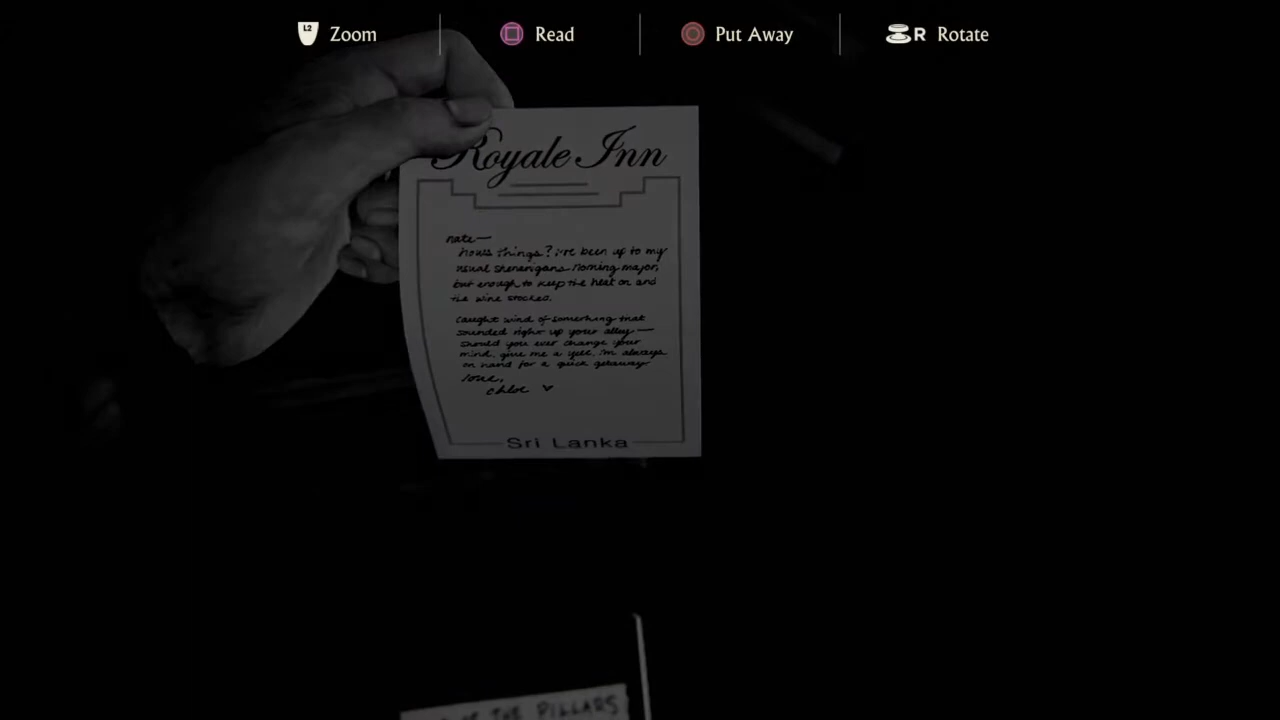 L2 Zoom
Read
Put Away
R Rotate
Royale Inn
nate—
how's things? i've been up to my
usual shenanigans. Nothing major,
but enough to keep the heat on and
the wine stocked.
Caught wind of something that
sounded right up your alley—
should you ever change your
mind, give me a yell. i'm always
on hand for a quick getaway
love,
chloe
Sri Lanka
OF THE PILLARS